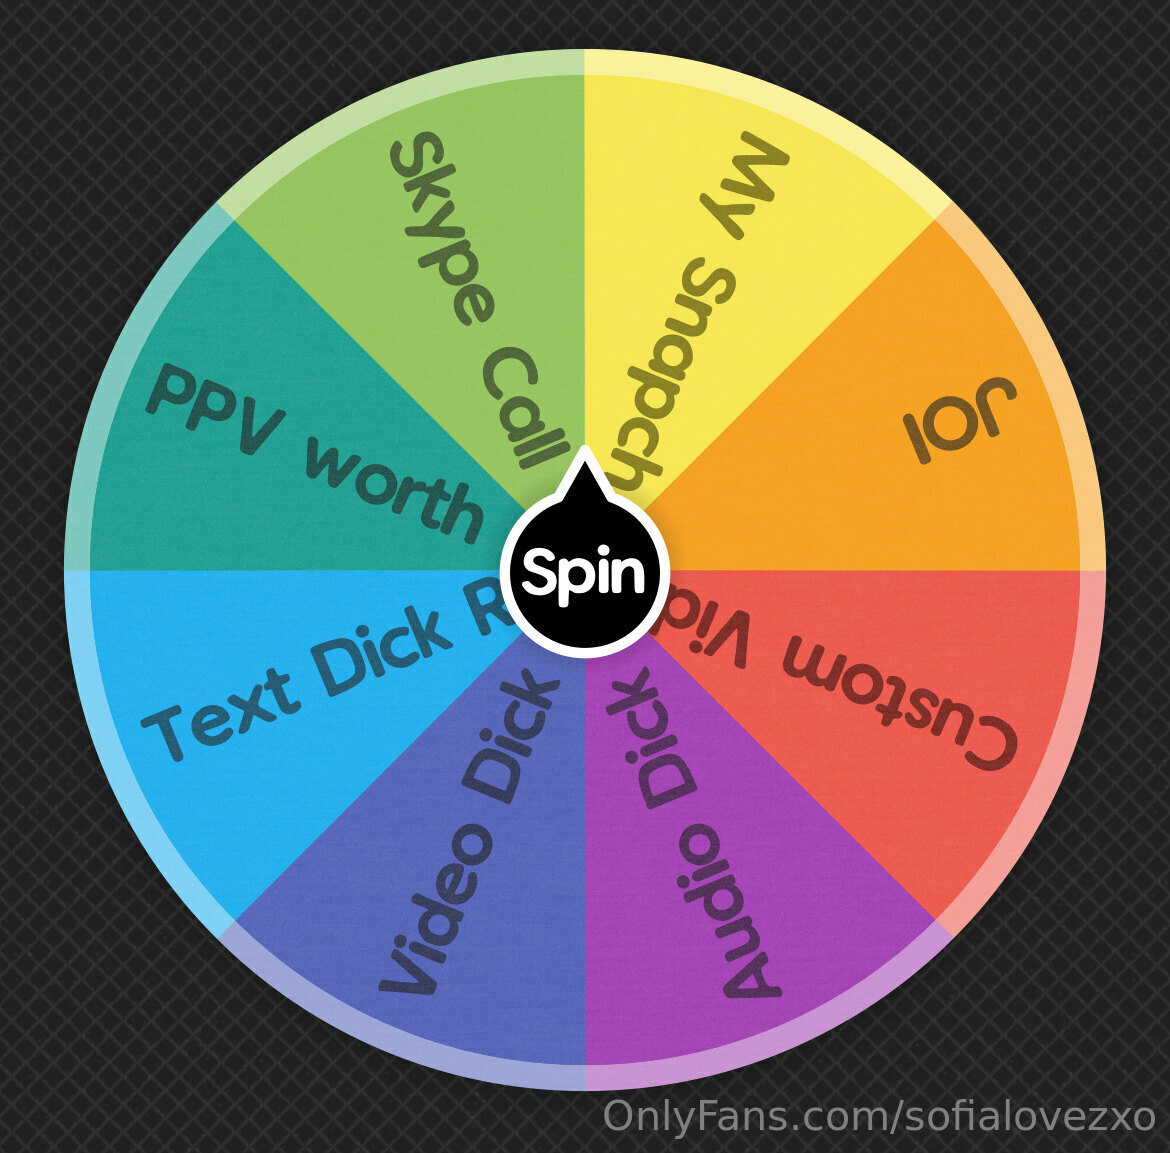 My Snapch
JOI
Custom Vid
Audio Dick
Video Dick
Text Dick R
PPV worth
Skype Call
Spin
OnlyFans.com/sofialovezxo